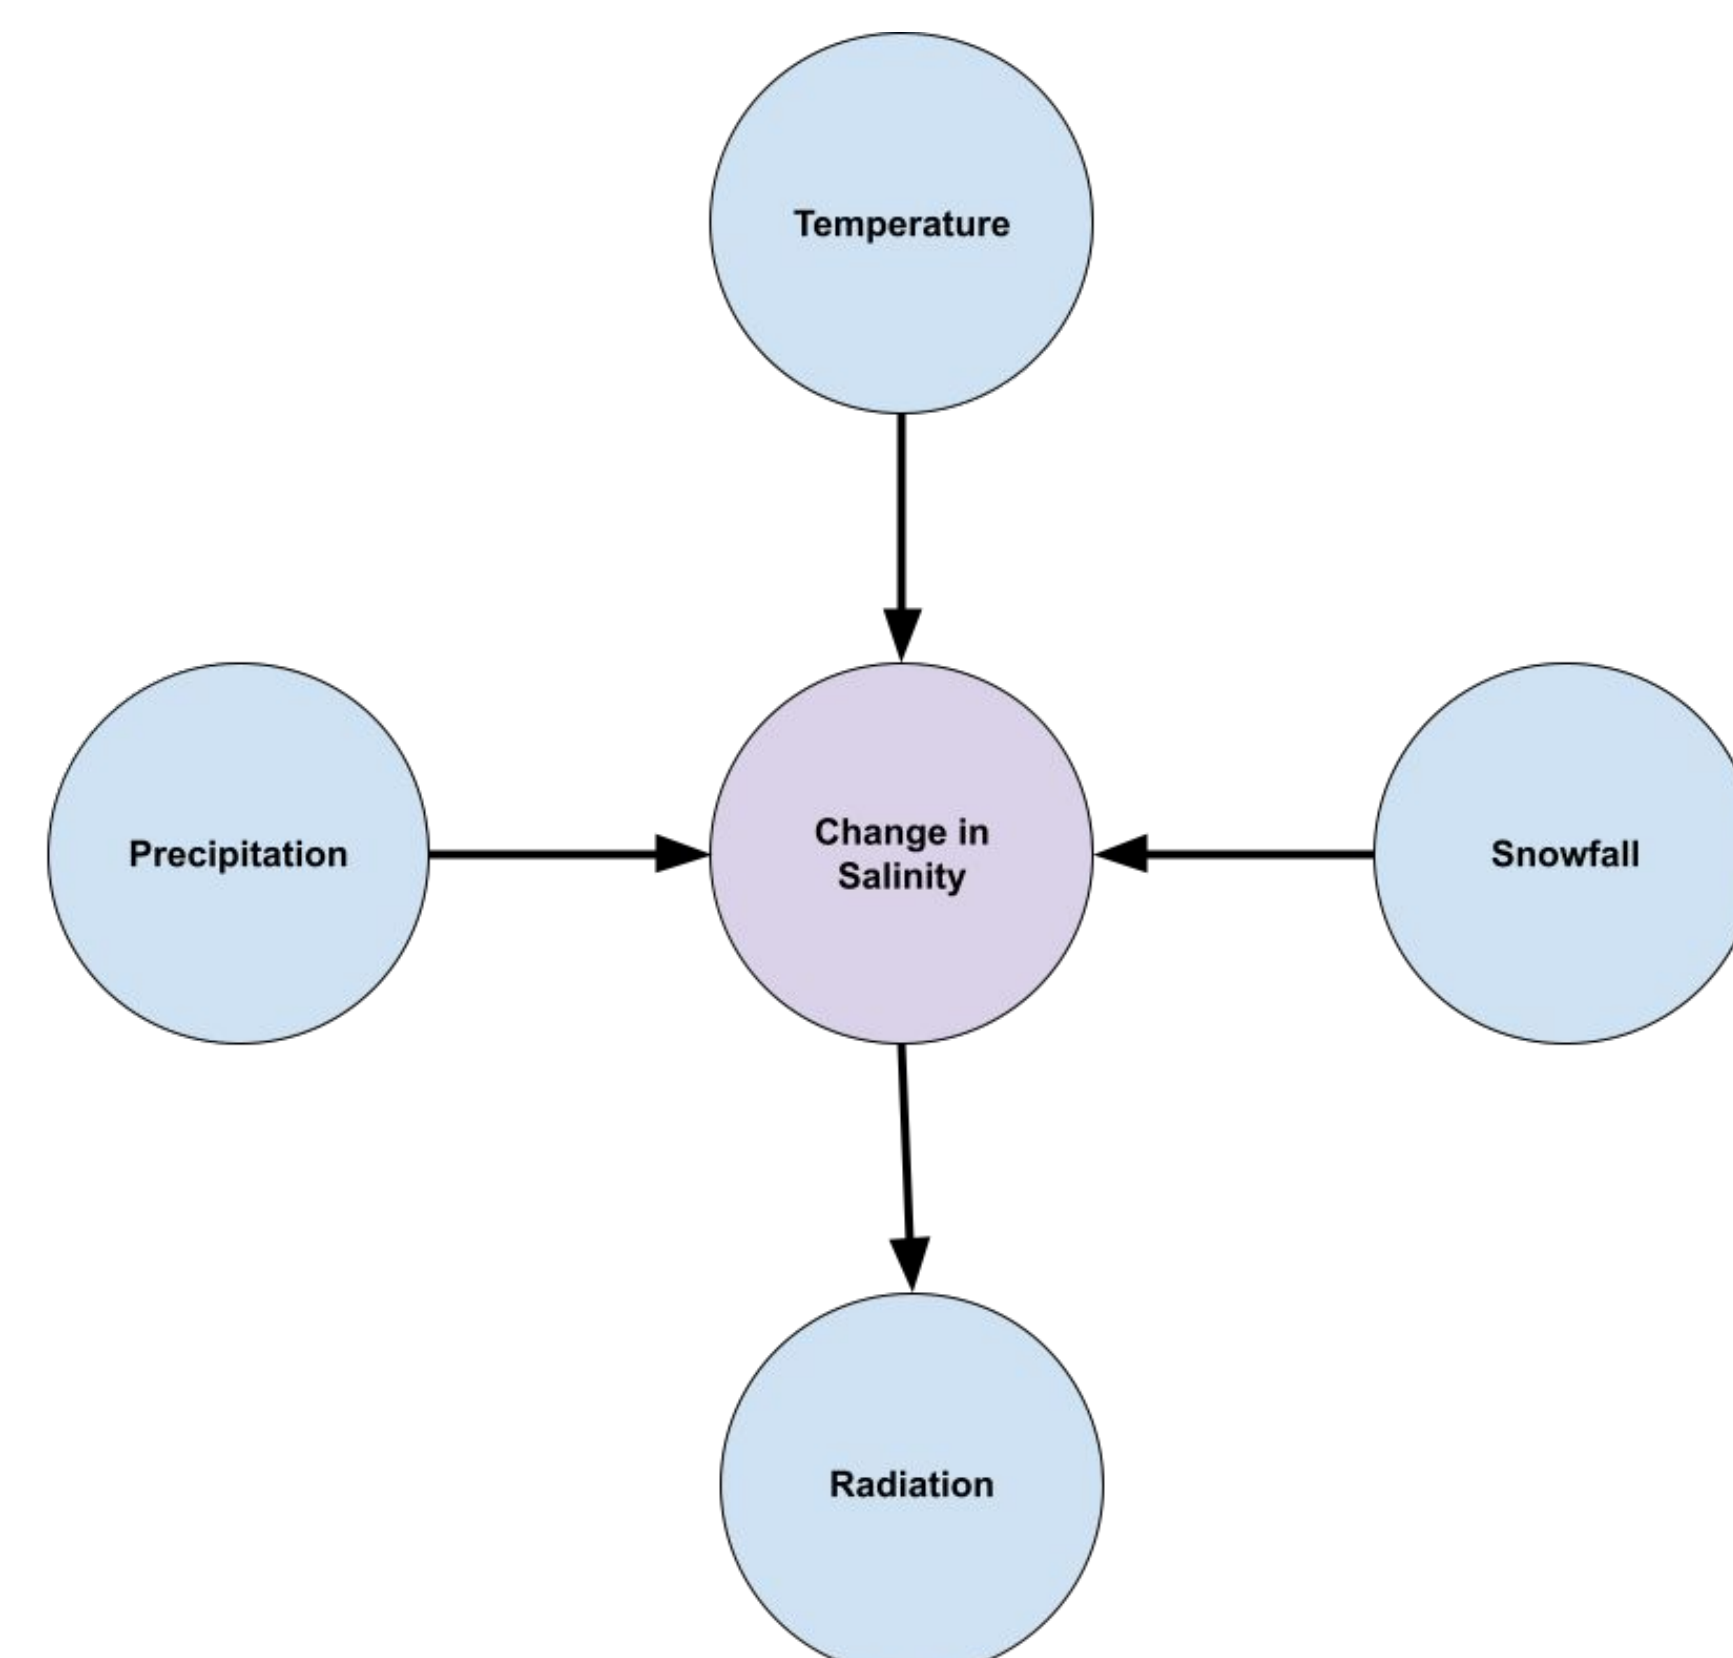 Temperature
Precipitation
Change in
Salinity
Snowfall
Radiation